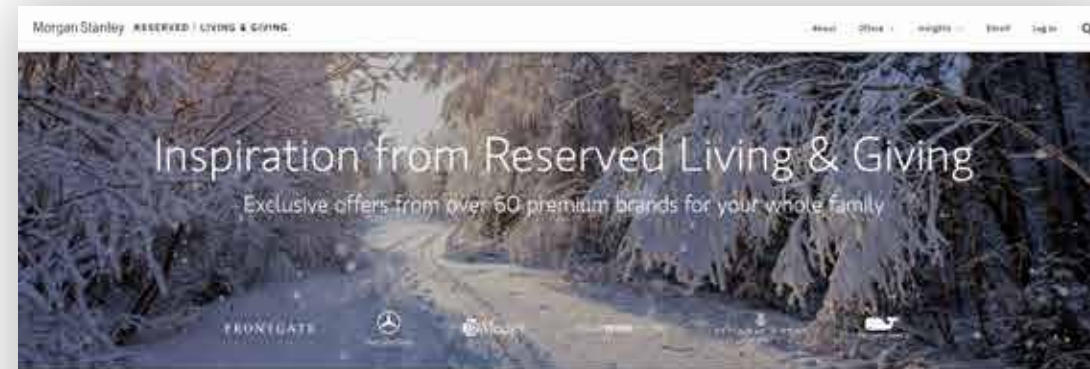 Morgan Stanley RESERVED | LIVING & GIVING
About Offers Insights Enroll Log In
Inspiration from Reserved Living & Giving
Exclusive offers from over 60 premium brands for your whole family
FRONTGATE